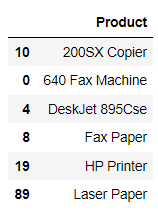 Product
10 200SX Copier
0 640 Fax Machine
4 DeskJet 895Cse
8 Fax Paper
19 HP Printer
89 Laser Paper